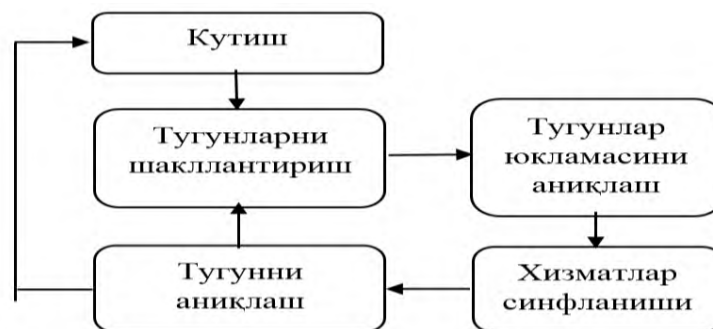 Кутиш
Тугунларни
шакллантириш
Тугунлар
юкламасини
аниқлаш
Тугунни
аниқлаш
Хизматлар
синфланиши